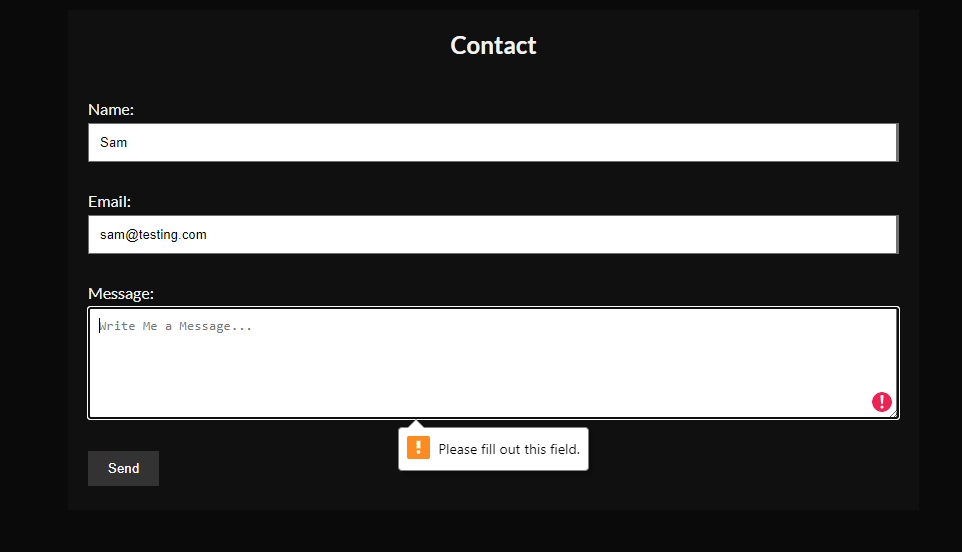 Contact
Name:
Sam
Email:
sam@testing.com
Message:
Write Me a Message...
Please fill out this field.
Send